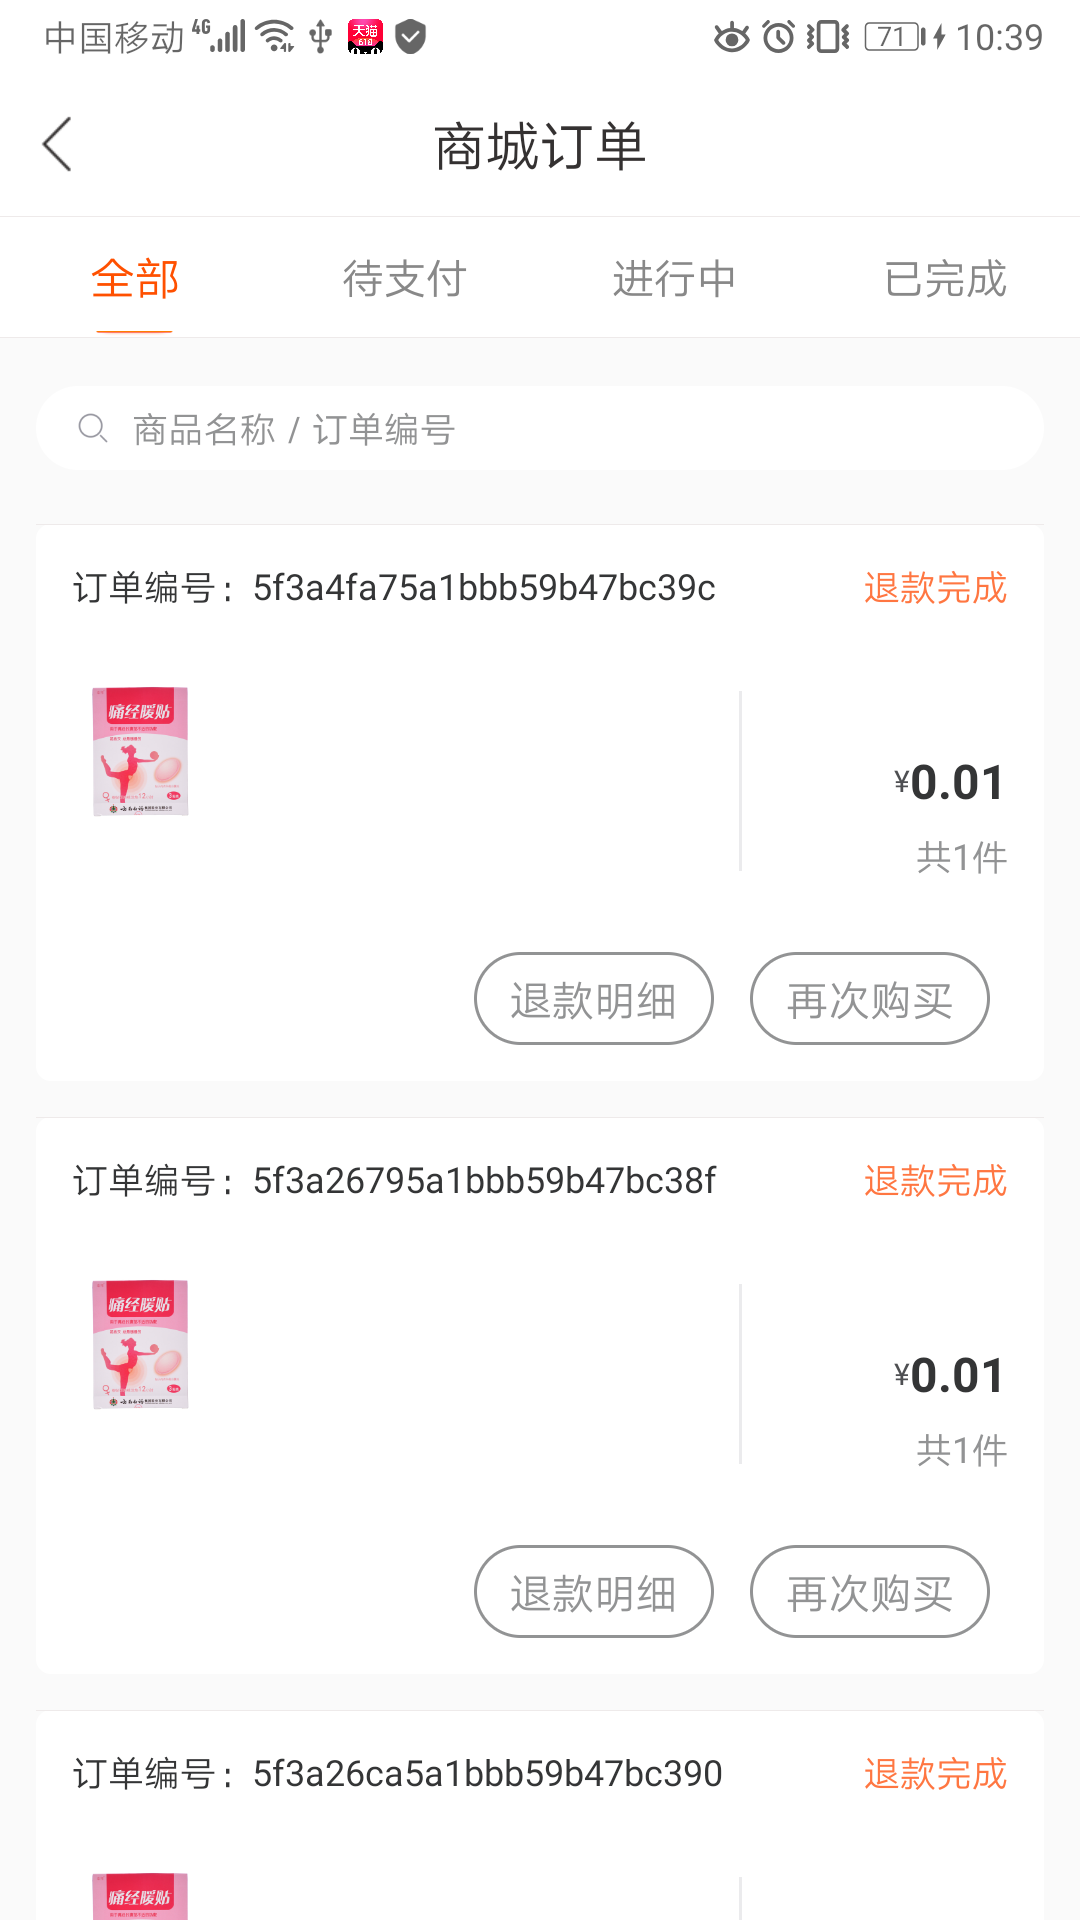 中国移动 4G 天猫 618 71 10:39
商城订单
全部 待支付 进行中 已完成
商品名称 / 订单编号
订单编号：5f3a4fa75a1bbb59b47bc39c 退款完成
痛经暖贴
¥0.01
共1件
退款明细 再次购买
订单编号：5f3a26795a1bbb59b47bc38f 退款完成
痛经暖贴
¥0.01
共1件
退款明细 再次购买
订单编号：5f3a26ca5a1bbb59b47bc390 退款完成
痛经暖贴